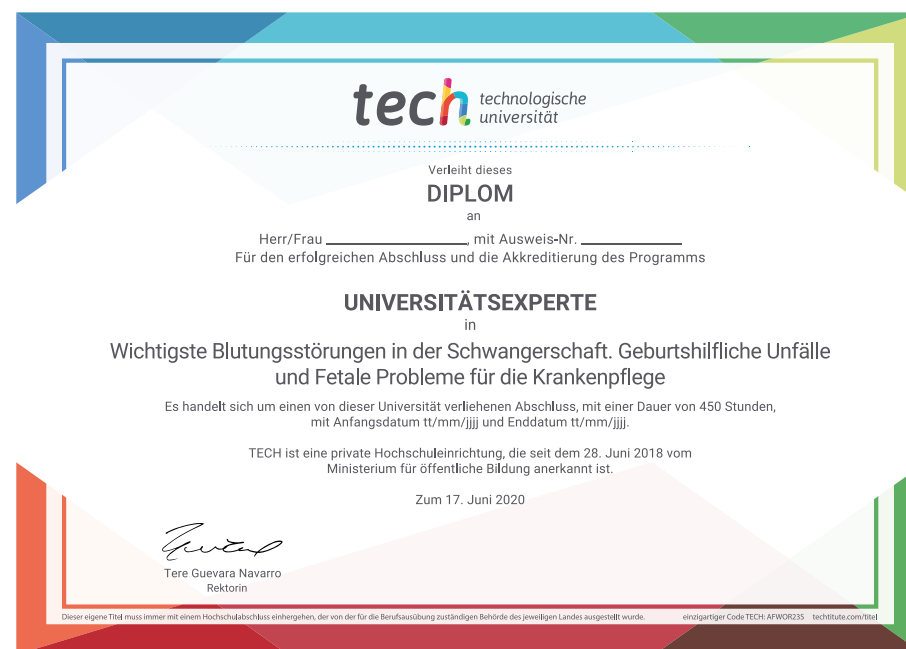 tech technologische
universität
Verleiht dieses
DIPLOM
an
Herr/Frau ____________, mit Ausweis-Nr. ____________
Für den erfolgreichen Abschluss und die Akkreditierung des Programms
UNIVERSITÄTSEXPERTE
in
Wichtigste Blutungsstörungen in der Schwangerschaft. Geburtshilfliche Unfälle
und Fetale Probleme für die Krankenpflege
Es handelt sich um einen von dieser Universität verliehenen Abschluss, mit einer Dauer von 450 Stunden,
mit Anfangsdatum tt/mm/jjjj und Enddatum tt/mm/jjjj.
TECH ist eine private Hochschuleinrichtung, die seit dem 28. Juni 2018 vom
Ministerium für öffentliche Bildung anerkannt ist.
Zum 17. Juni 2020
Tere Guevara Navarro
Rektorin
Dieser eigene Titel muss immer mit einem Hochschulabschluss einhergehen, der von der für die Berufsausübung zuständigen Behörde des jeweiligen Landes ausgestellt wurde. einzigartiger Code TECH: AFWOR235 techtitute.com/titel